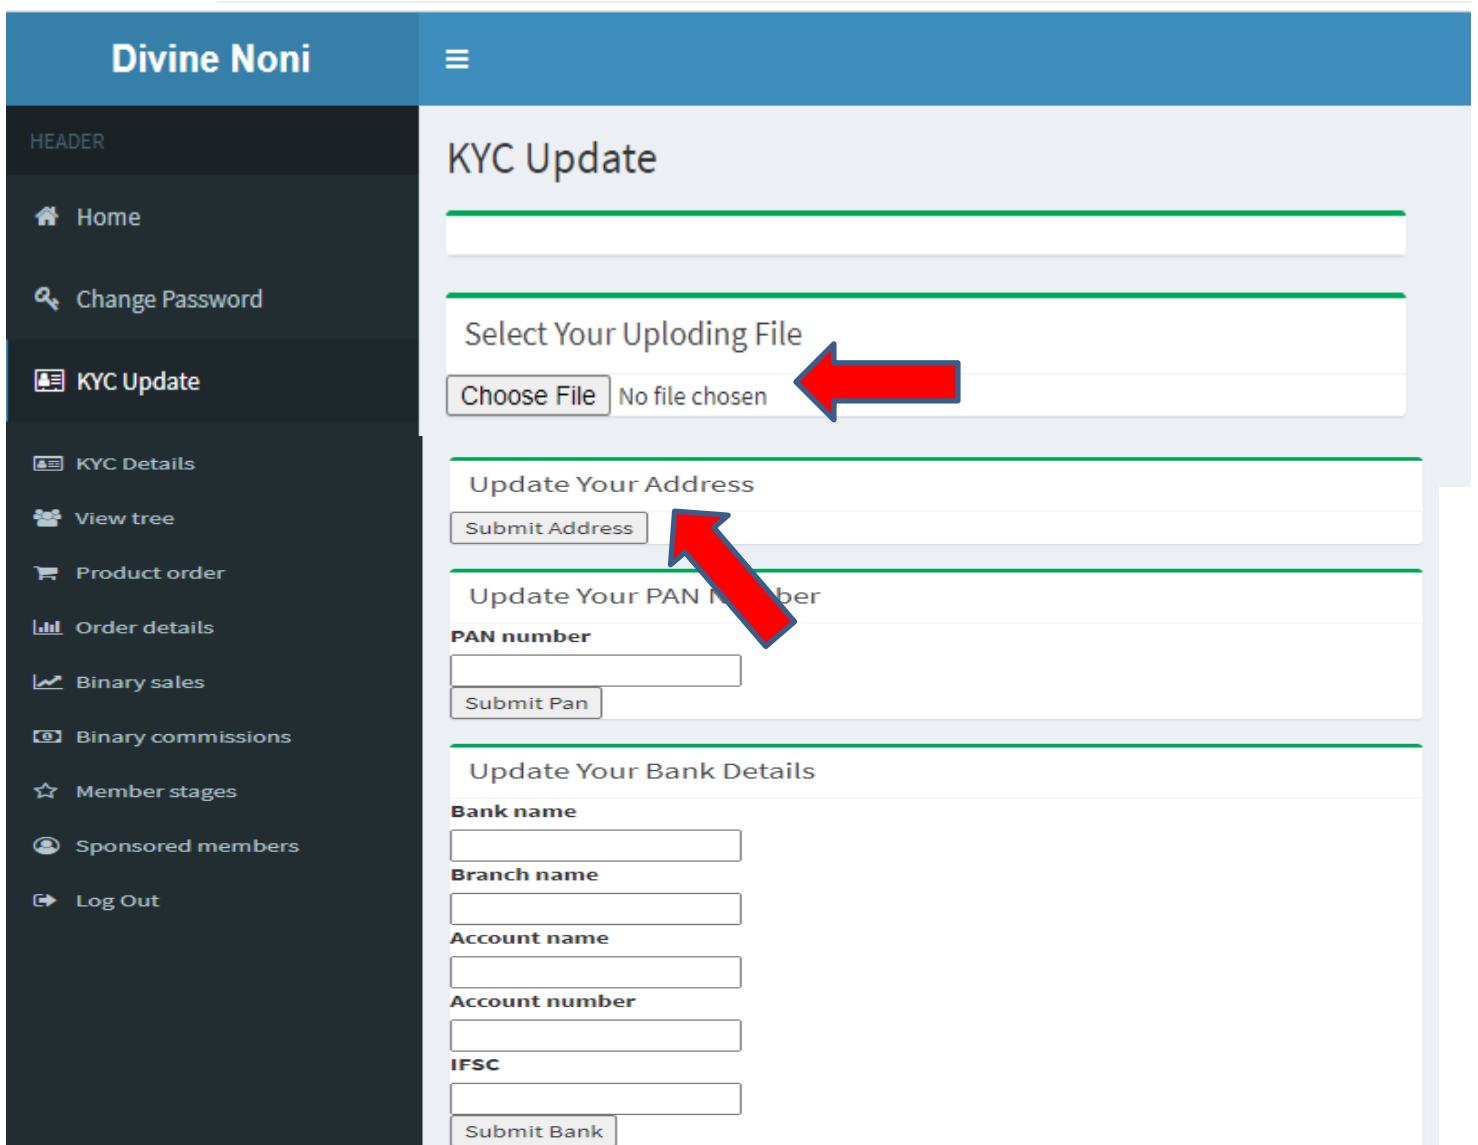 Divine Noni
HEADER
Home
Change Password
KYC Update
KYC Details
View tree
Product order
Order details
Binary sales
Binary commissions
Member stages
Sponsored members
Log Out
KYC Update
Select Your Uploding File
Choose File No file chosen
Update Your Address
Submit Address
Update Your PAN
PAN number
Submit Pan
Update Your Bank Details
Bank name
Branch name
Account name
Account number
IFSC
Submit Bank